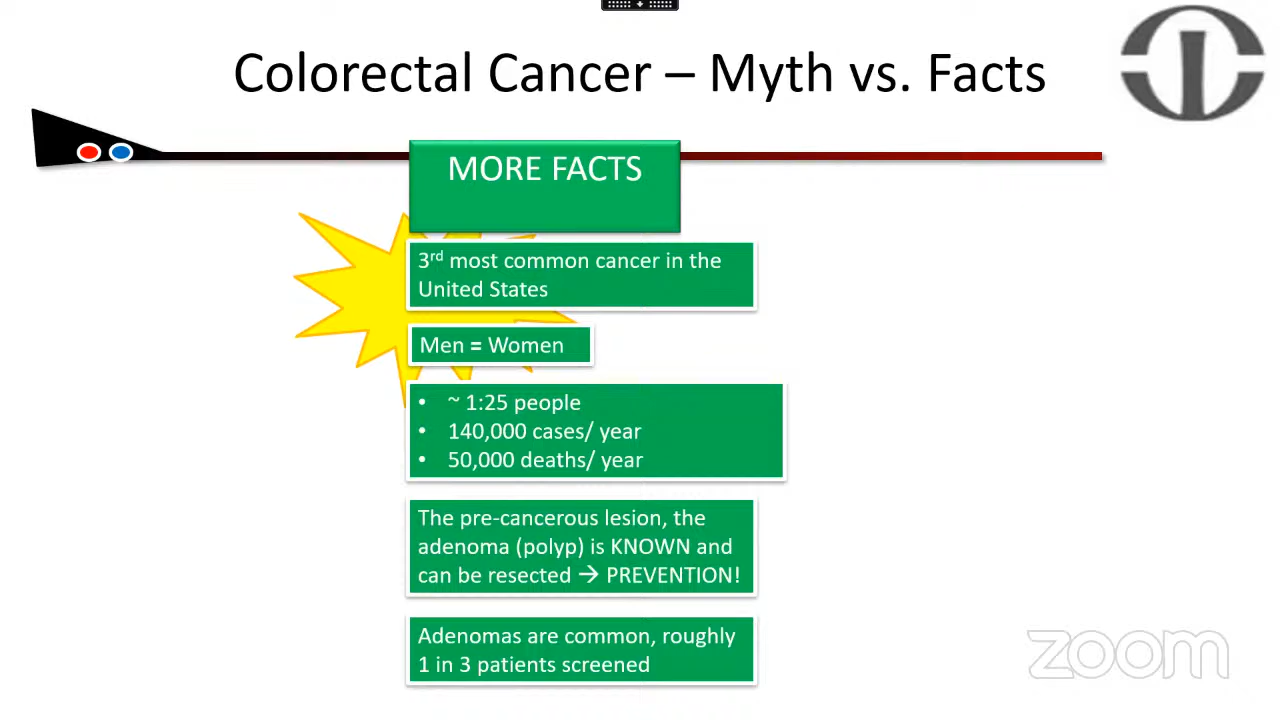 Colorectal Cancer – Myth vs. Facts
MORE FACTS
3rd most common cancer in the
United States
Men = Women
• ~ 1:25 people
• 140,000 cases/ year
• 50,000 deaths/ year
The pre-cancerous lesion, the
adenoma (polyp) is KNOWN and
can be resected → PREVENTION!
Adenomas are common, roughly
1 in 3 patients screened
zoom